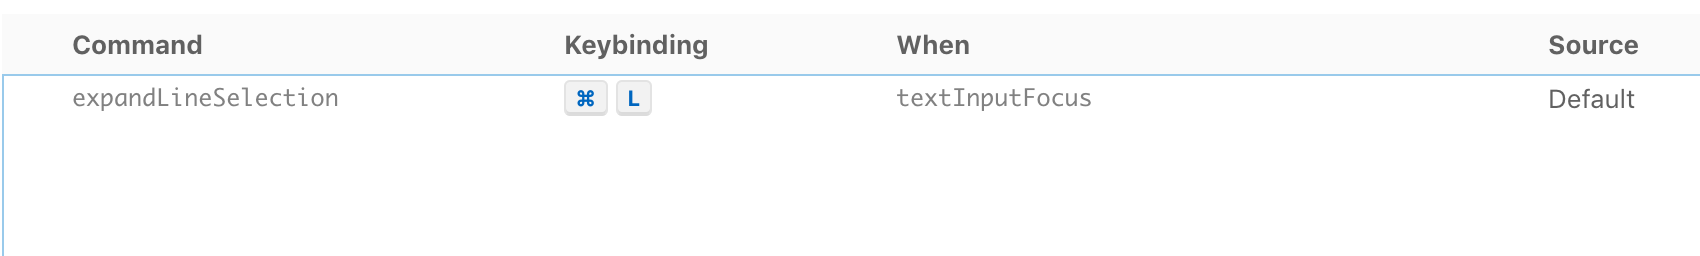 Command Keybinding When Source
expandLineSelection ⌘ L textInputFocus Default